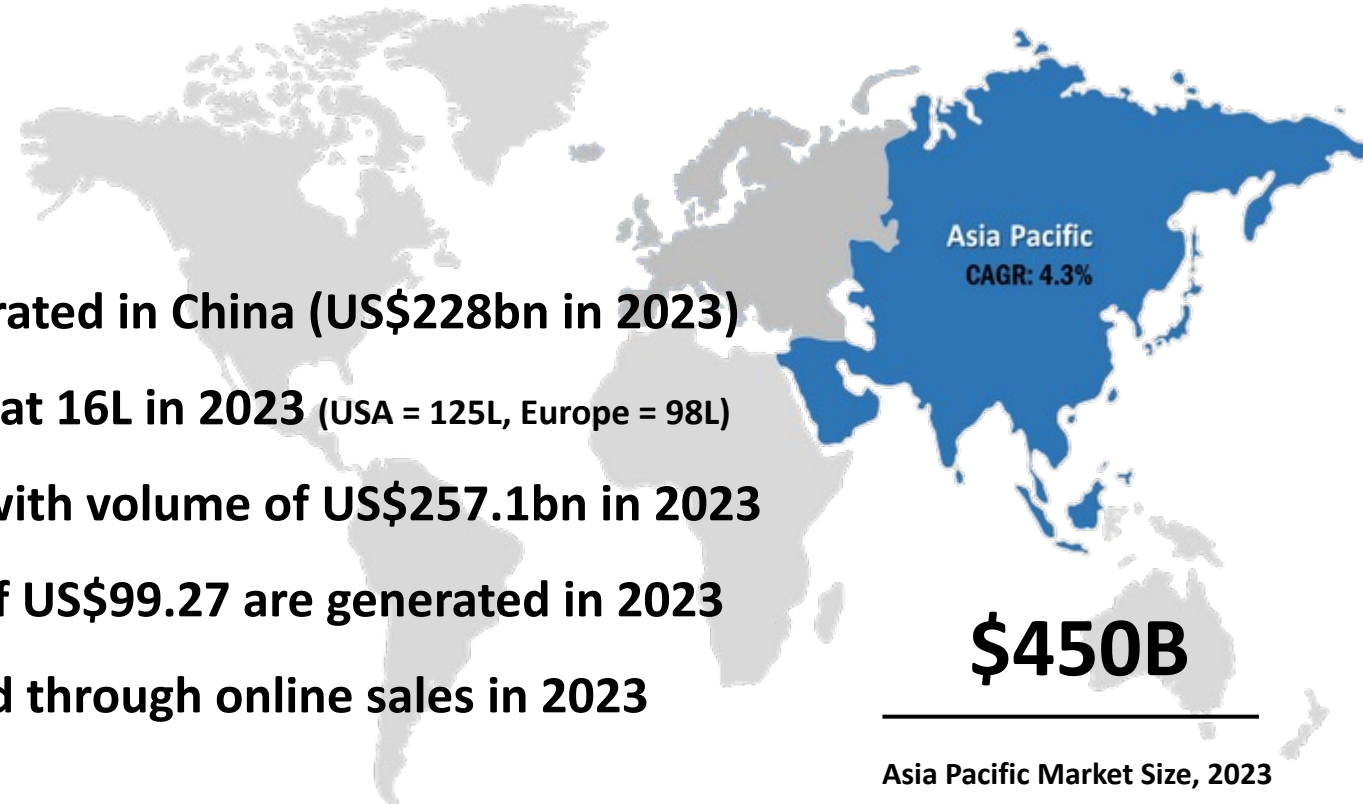 Asia Pacific
CAGR: 4.3%
rated in China (US$228bn in 2023)
at 16L in 2023 (USA = 125L, Europe = 98L)
with volume of US$257.1bn in 2023
f US$99.27 are generated in 2023
d through online sales in 2023
$450B
Asia Pacific Market Size, 2023